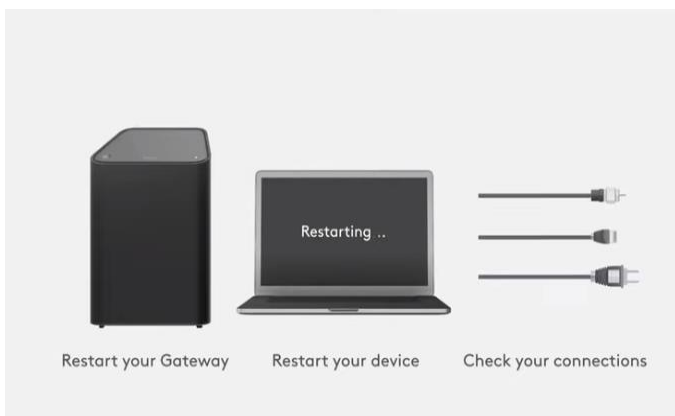 Restarting ..
Restart your Gateway
Restart your device
Check your connections